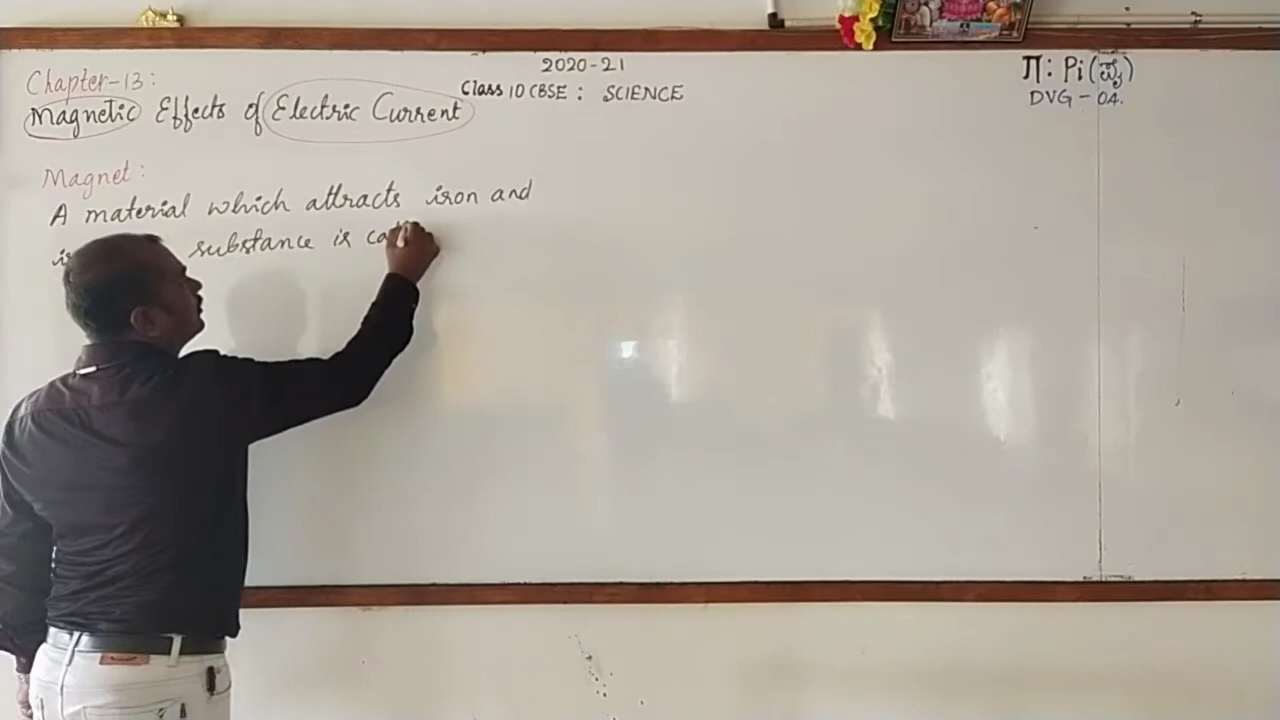 2020-21
Class 10 CBSE : SCIENCE
Π : Pi (ಪೈ)
DVG - 04.
Chapter-13 :
Magnetic Effects of Electric Current
Magnet :
A material which attracts iron and
substance is